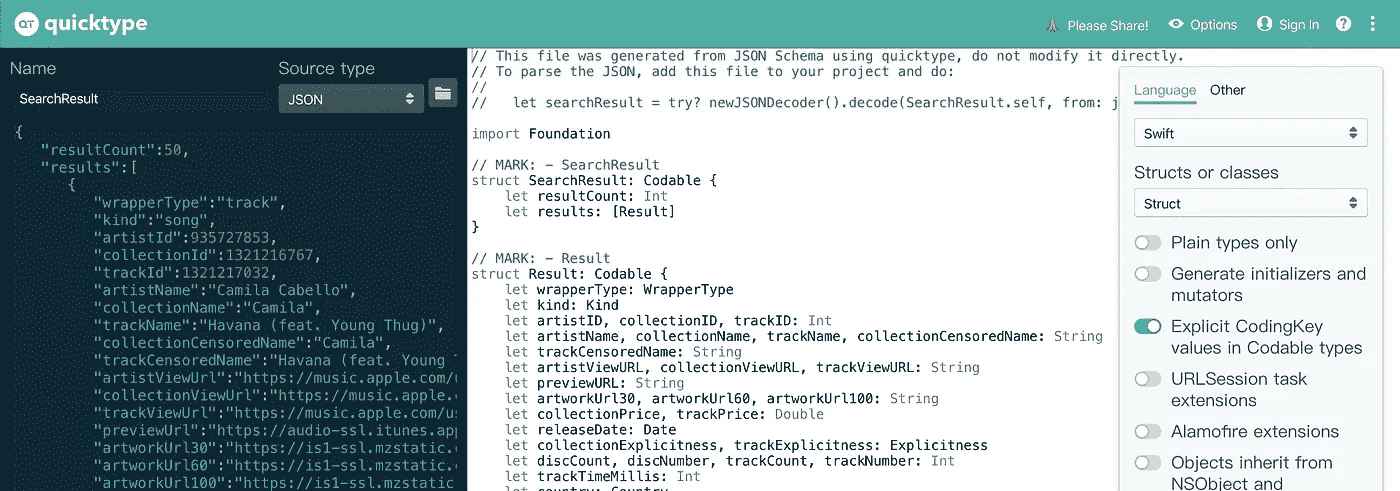 QT quicktype
Please Share!
Options
Sign In
?
Name
Source type
SearchResult
JSON
{
"resultCount":50,
"results":[
{
"wrapperType":"track",
"kind":"song",
"artistId":935727853,
"collectionId":1321216767,
"trackId":1321217032,
"artistName":"Camila Cabello",
"collectionName":"Camila",
"trackName":"Havana (feat. Young Thug)",
"collectionCensoredName":"Camila",
"trackCensoredName":"Havana (feat. Young
"artistViewUrl":"https://music.apple.com/u
"collectionViewUrl":"https://music.apple.c
"trackViewUrl":"https://music.apple.com/us
"previewUrl":"https://audio-ssl.itunes.app
"artworkUrl30":"https://is1-ssl.mzstatic.c
"artworkUrl60":"https://is1-ssl.mzstatic.c
"artworkUrl100":"https://is1-ssl.mzstatic.
// This file was generated from JSON Schema using quicktype, do not modify it directly.
// To parse the JSON, add this file to your project and do:
//
//   let searchResult = try? newJSONDecoder().decode(SearchResult.self, from: j
import Foundation
// MARK: - SearchResult
struct SearchResult: Codable {
let resultCount: Int
let results: [Result]
}
// MARK: - Result
struct Result: Codable {
let wrapperType: WrapperType
let kind: Kind
let artistID, collectionID, trackID: Int
let artistName, collectionName, trackName, collectionCensoredName: String
let trackCensoredName: String
let artistViewURL, collectionViewURL, trackViewURL: String
let previewURL: String
let artworkUrl30, artworkUrl60, artworkUrl100: String
let collectionPrice, trackPrice: Double
let releaseDate: Date
let collectionExplicitness, trackExplicitness: Explicitness
let discCount, discNumber, trackCount, trackNumber: Int
let trackTimeMillis: Int
let country: Country
Language
Other
Swift
Structs or classes
Struct
Plain types only
Generate initializers and
mutators
Explicit CodingKey
values in Codable types
URLSession task
extensions
Alamofire extensions
Objects inherit from
NSObject and